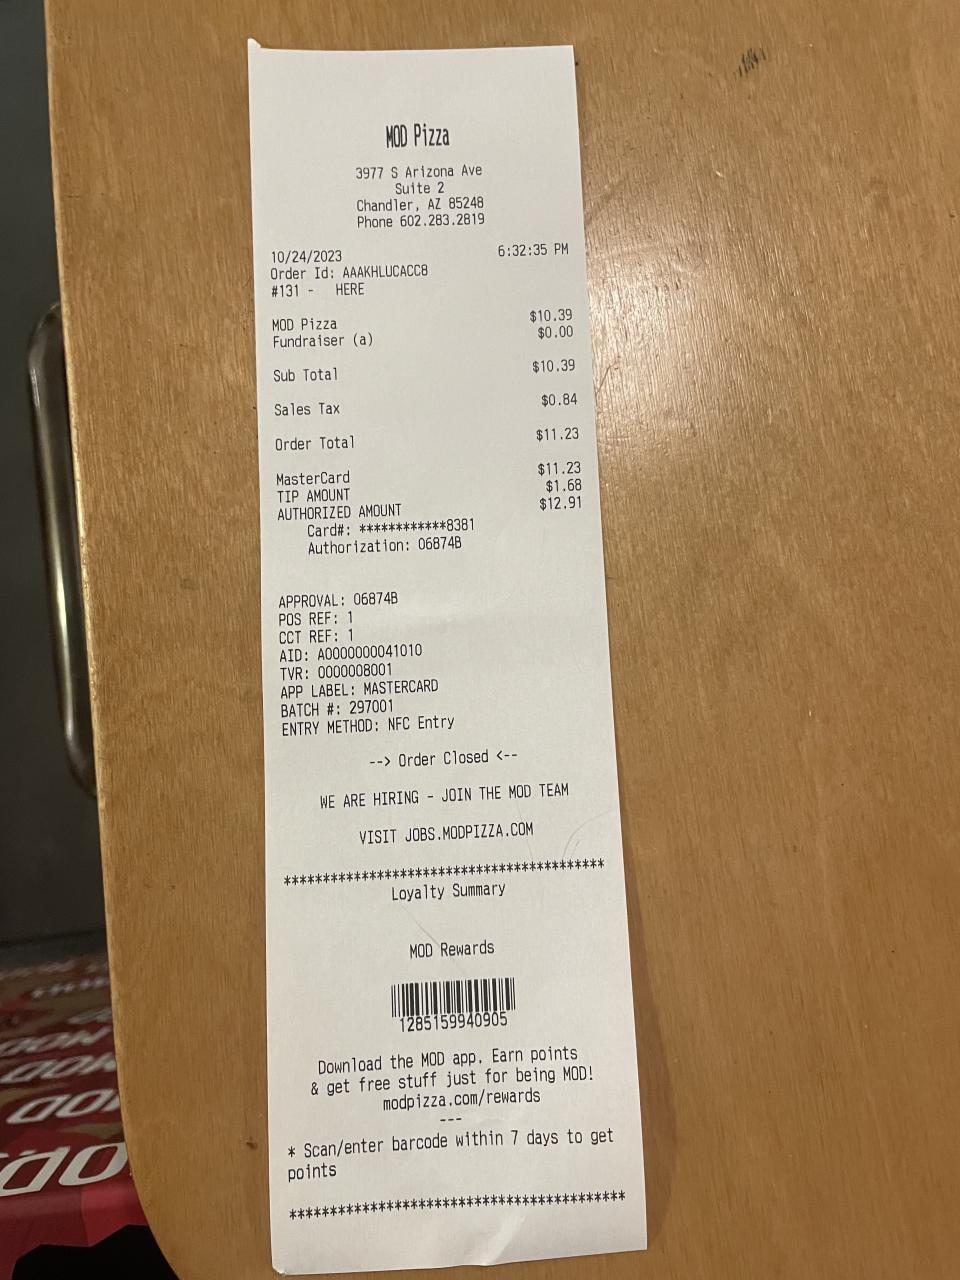 MOD Pizza
3977 S Arizona Ave
Suite 2
Chandler, AZ 85248
Phone 602.283.2819
10/24/2023 6:32:35 PM
Order Id: AAAKHLUCACC8
#131 - HERE
MOD Pizza $10.39
Fundraiser (a) $0.00
Sub Total $10.39
Sales Tax $0.84
Order Total $11.23
MasterCard $11.23
TIP AMOUNT $1.68
AUTHORIZED AMOUNT $12.91
Card#: ************8381
Authorization: 06874B
APPROVAL: 06874B
POS REF: 1
CCT REF: 1
AID: A0000000041010
TVR: 0000008001
APP LABEL: MASTERCARD
BATCH #: 297001
ENTRY METHOD: NFC Entry
--> Order Closed <--
WE ARE HIRING - JOIN THE MOD TEAM
VISIT JOBS.MODPIZZA.COM
*****************************************
Loyalty Summary
MOD Rewards
1285159940905
Download the MOD app. Earn points
& get free stuff just for being MOD!
modpizza.com/rewards
---
* Scan/enter barcode within 7 days to get
points
*****************************************